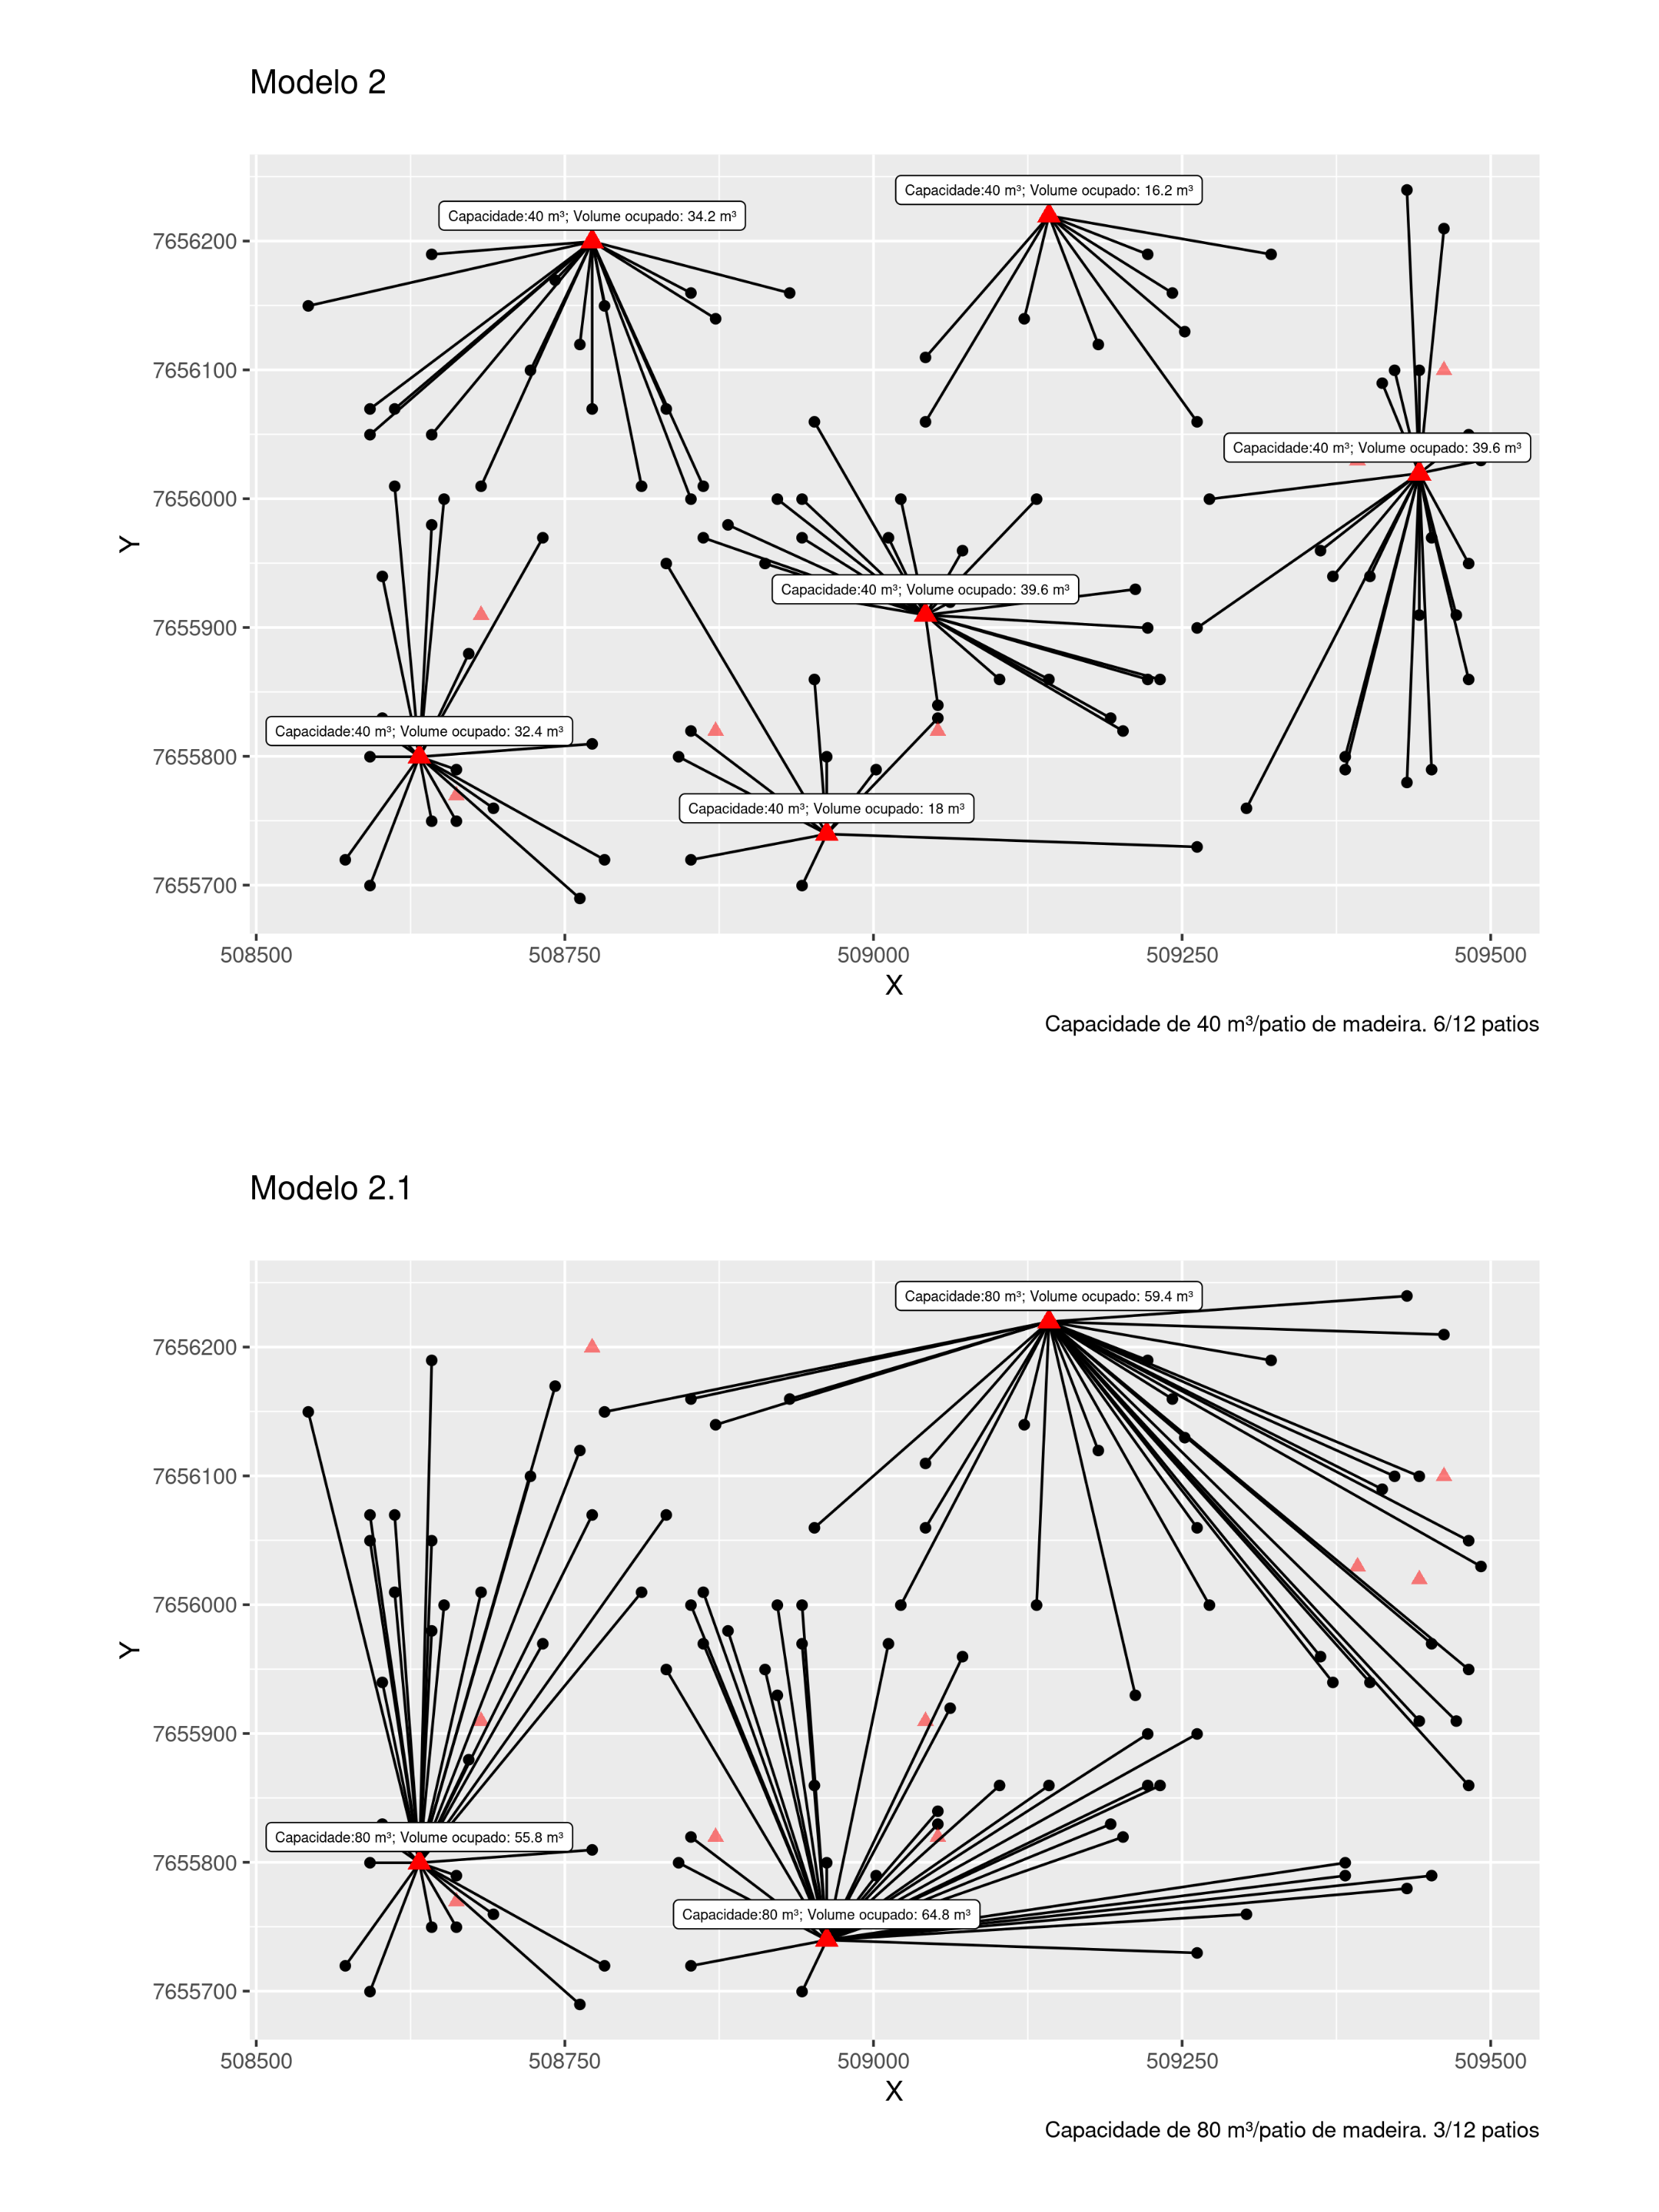 Modelo 2
Capacidade:40 m³; Volume ocupado: 16.2 m³
Capacidade:40 m³; Volume ocupado: 34.2 m³
7656200
7656100
Capacidade:40 m³; Volume ocupado: 39.6 m³
7656000
Y
Capacidade:40 m³; Volume ocupado: 39.6 m³
7655900
Capacidade:40 m³; Volume ocupado: 32.4 m³
7655800
Capacidade:40 m³; Volume ocupado: 18 m³
7655700
508500 508750 509000 509250 509500
X
Capacidade de 40 m³/patio de madeira. 6/12 patios
Modelo 2.1
Capacidade:80 m³; Volume ocupado: 59.4 m³
7656200
7656100
7656000
Y
7655900
Capacidade:80 m³; Volume ocupado: 55.8 m³
7655800
Capacidade:80 m³; Volume ocupado: 64.8 m³
7655700
508500 508750 509000 509250 509500
X
Capacidade de 80 m³/patio de madeira. 3/12 patios